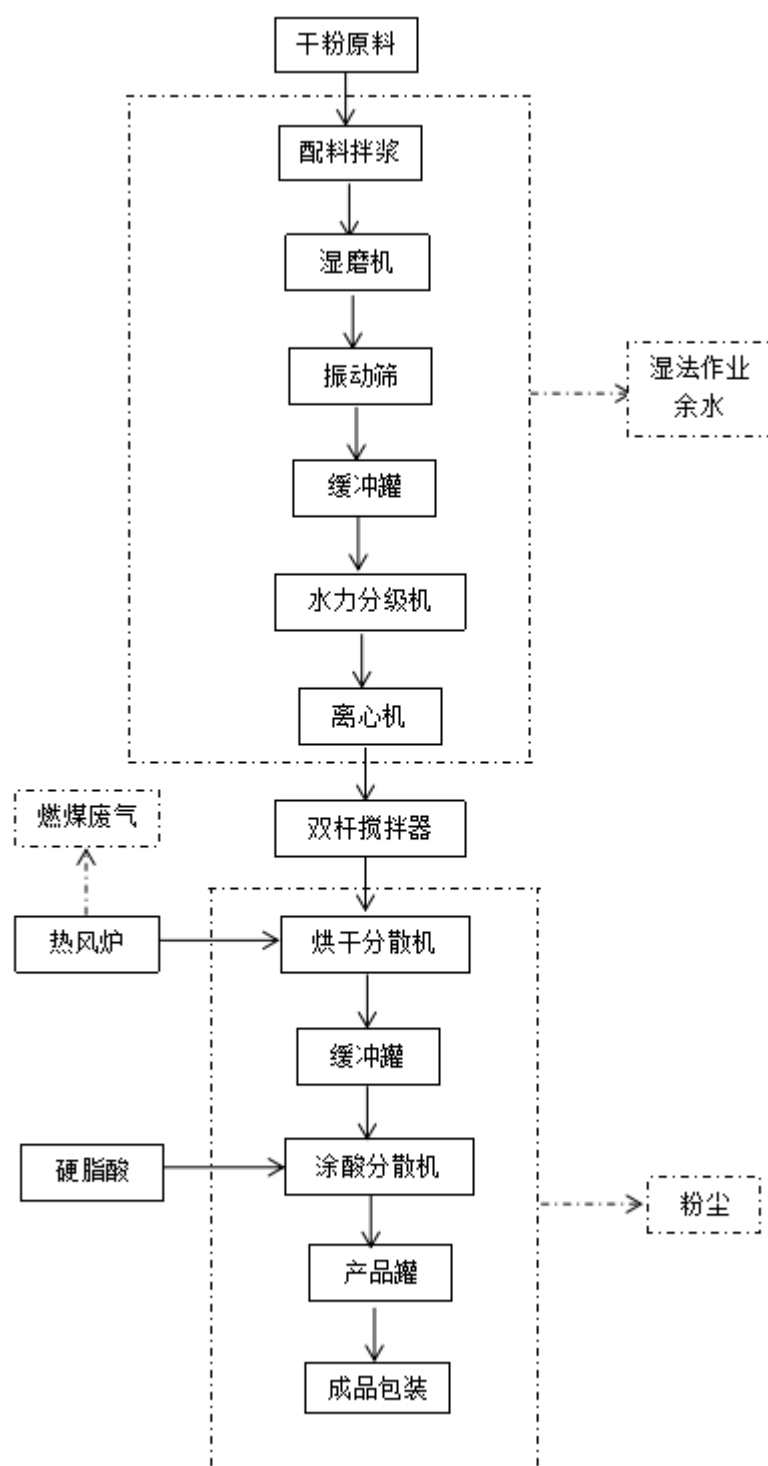 干粉原料
配料拌浆
湿磨机
振动筛
湿法作业
余水
缓冲罐
水力分级机
离心机
燃煤废气
双杆搅拌器
热风炉
烘干分散机
缓冲罐
硬脂酸
涂酸分散机
粉尘
产品罐
成品包装